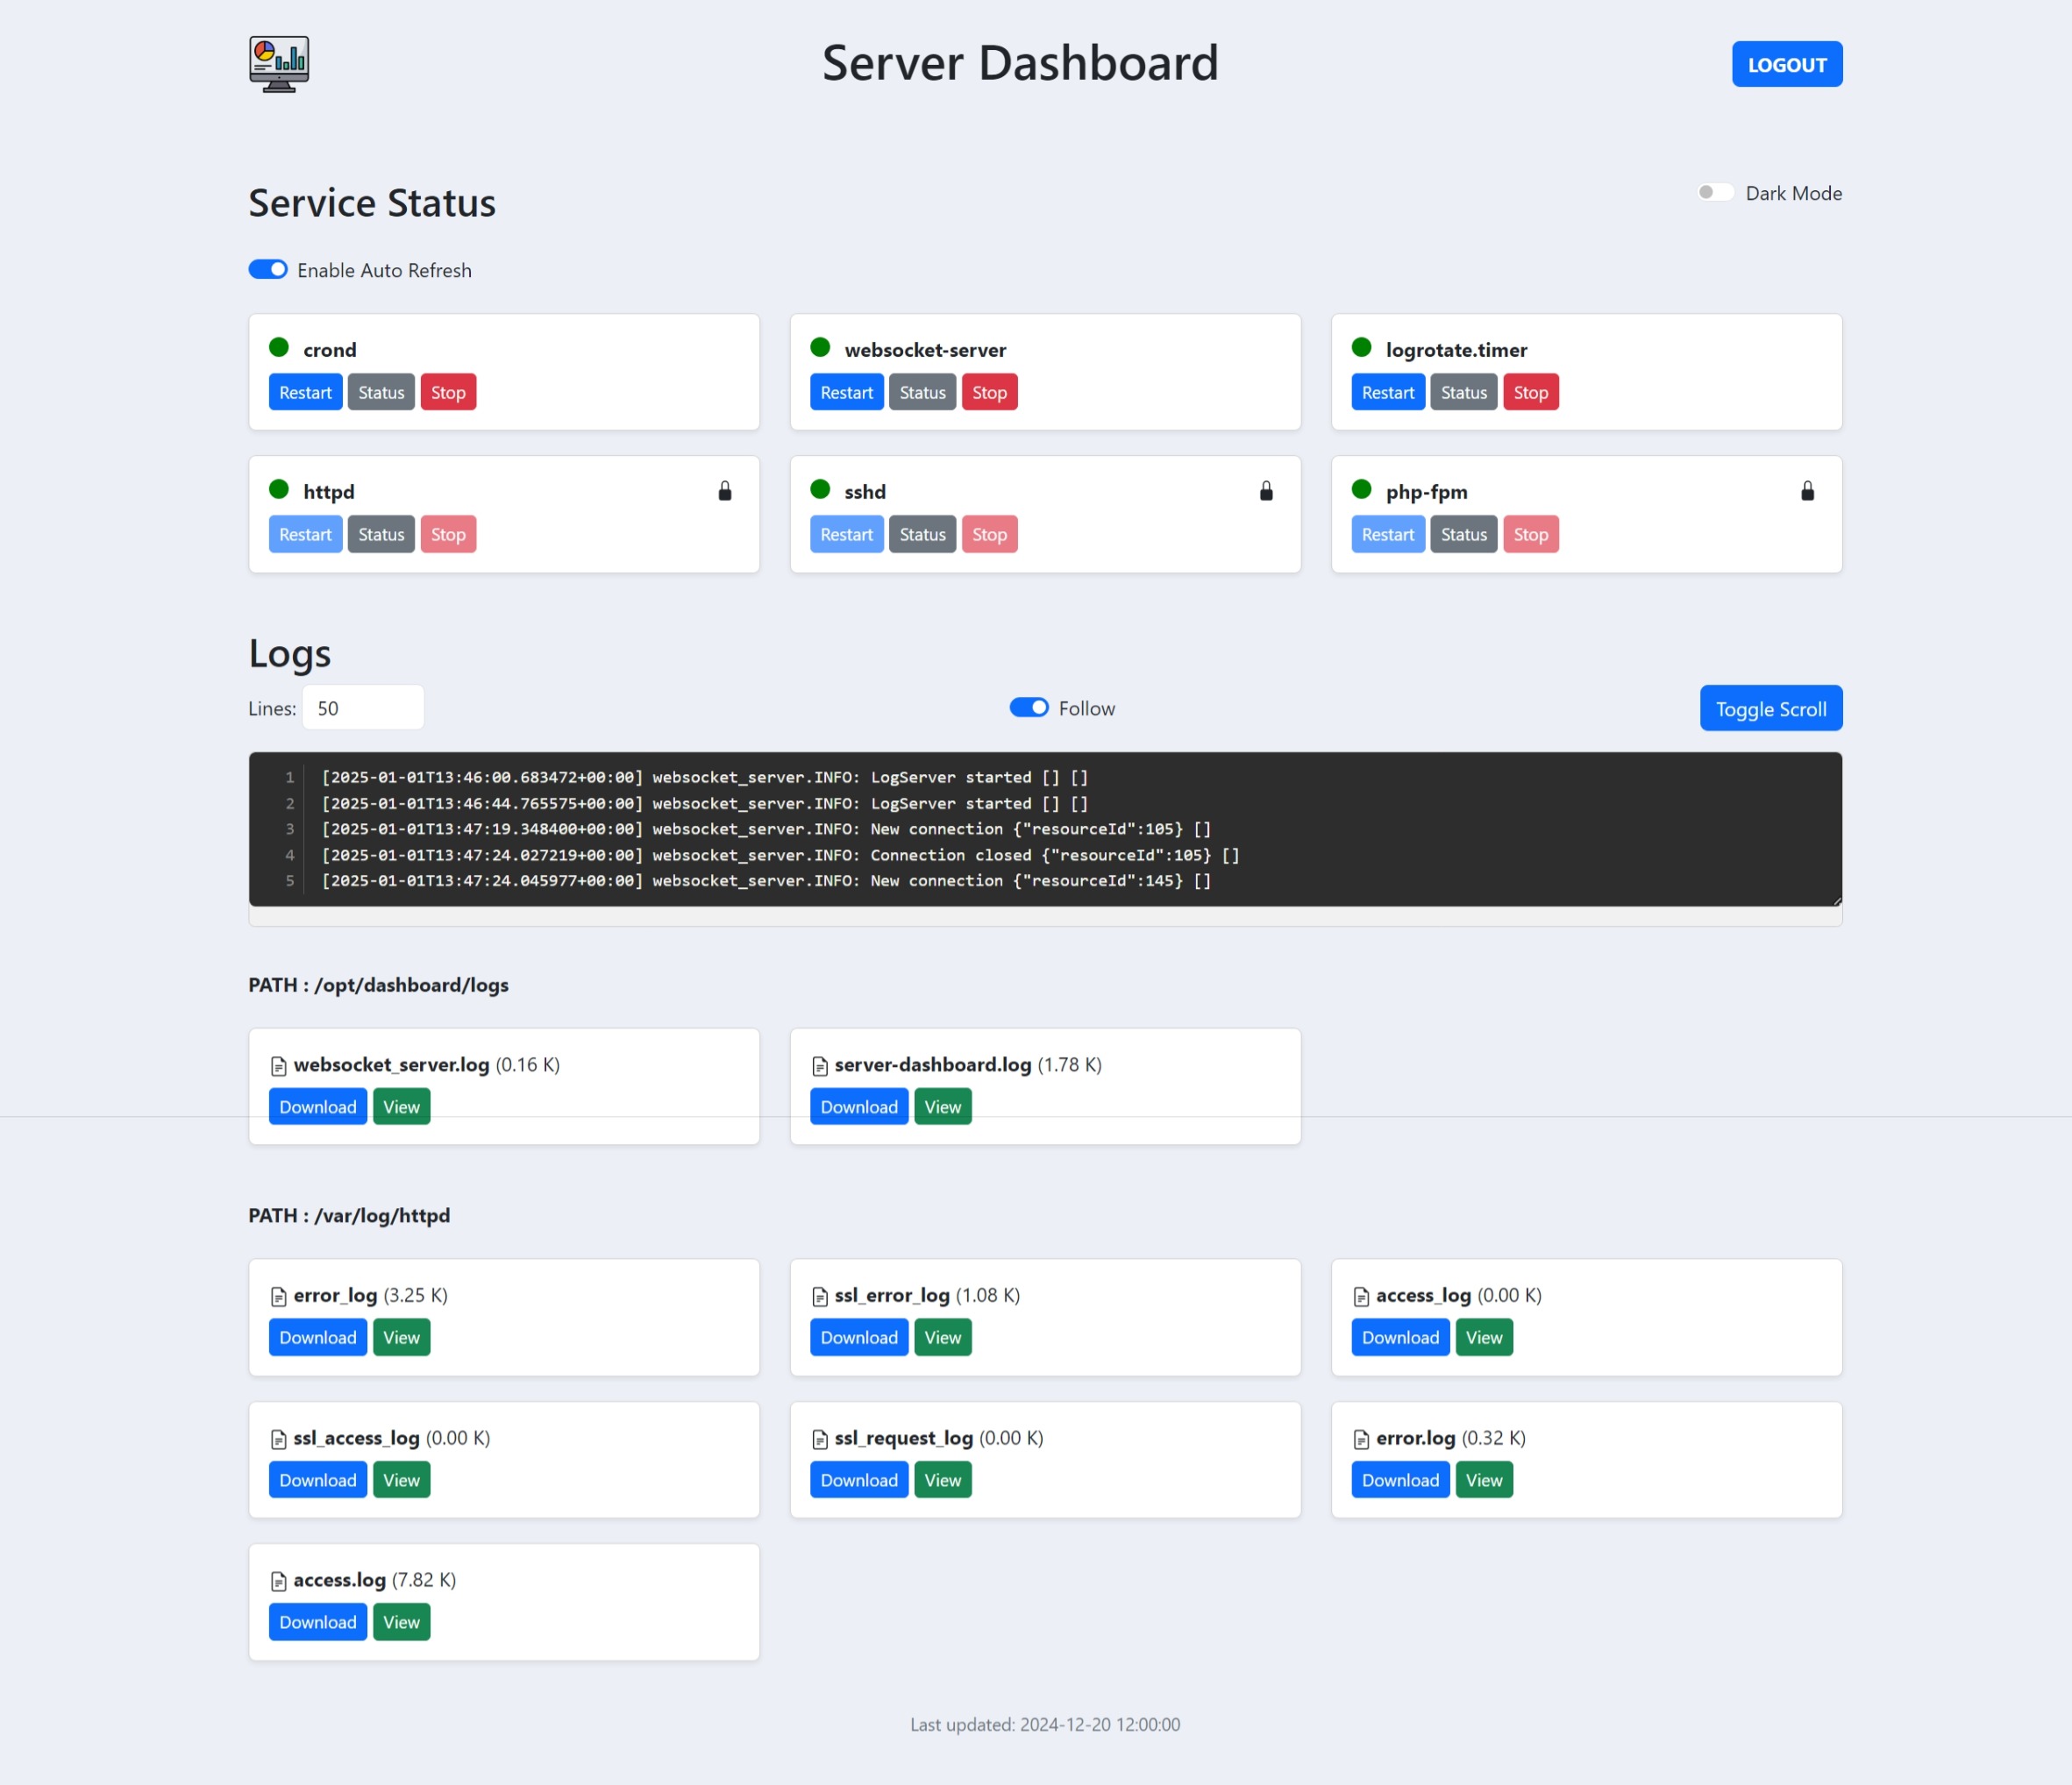 Server Dashboard
LOGOUT
Service Status
Dark Mode
Enable Auto Refresh
crond
Restart Status Stop
websocket-server
Restart Status Stop
logrotate.timer
Restart Status Stop
httpd
Restart Status Stop
sshd
Restart Status Stop
php-fpm
Restart Status Stop
Logs
Lines: 50
Follow
Toggle Scroll
1 [2025-01-01T13:46:00.683472+00:00] websocket_server.INFO: LogServer started [] []
2 [2025-01-01T13:46:44.765575+00:00] websocket_server.INFO: LogServer started [] []
3 [2025-01-01T13:47:19.348400+00:00] websocket_server.INFO: New connection {"resourceId":105} []
4 [2025-01-01T13:47:24.027219+00:00] websocket_server.INFO: Connection closed {"resourceId":105} []
5 [2025-01-01T13:47:24.045977+00:00] websocket_server.INFO: New connection {"resourceId":145} []
PATH : /opt/dashboard/logs
websocket_server.log (0.16 K)
Download View
server-dashboard.log (1.78 K)
Download View
PATH : /var/log/httpd
error_log (3.25 K)
Download View
ssl_error_log (1.08 K)
Download View
access_log (0.00 K)
Download View
ssl_access_log (0.00 K)
Download View
ssl_request_log (0.00 K)
Download View
error.log (0.32 K)
Download View
access.log (7.82 K)
Download View
Last updated: 2024-12-20 12:00:00